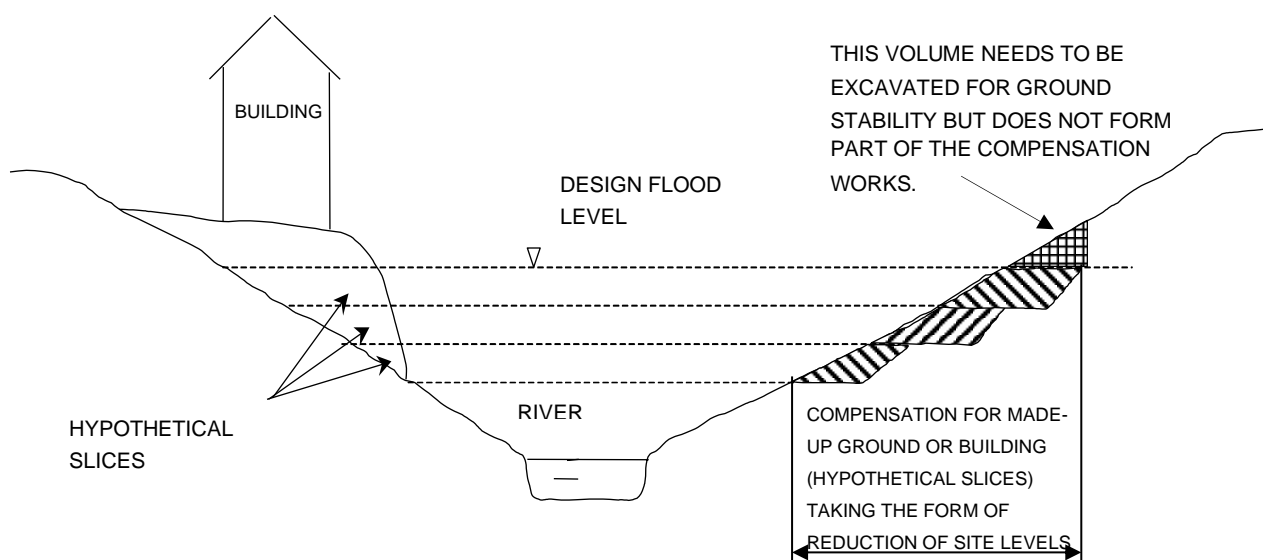 THIS VOLUME NEEDS TO BE
EXCAVATED FOR GROUND
STABILITY BUT DOES NOT FORM
PART OF THE COMPENSATION
WORKS.
BUILDING
DESIGN FLOOD
LEVEL
HYPOTHETICAL
SLICES
RIVER
COMPENSATION FOR MADE-
UP GROUND OR BUILDING
(HYPOTHETICAL SLICES)
TAKING THE FORM OF
REDUCTION OF SITE LEVELS